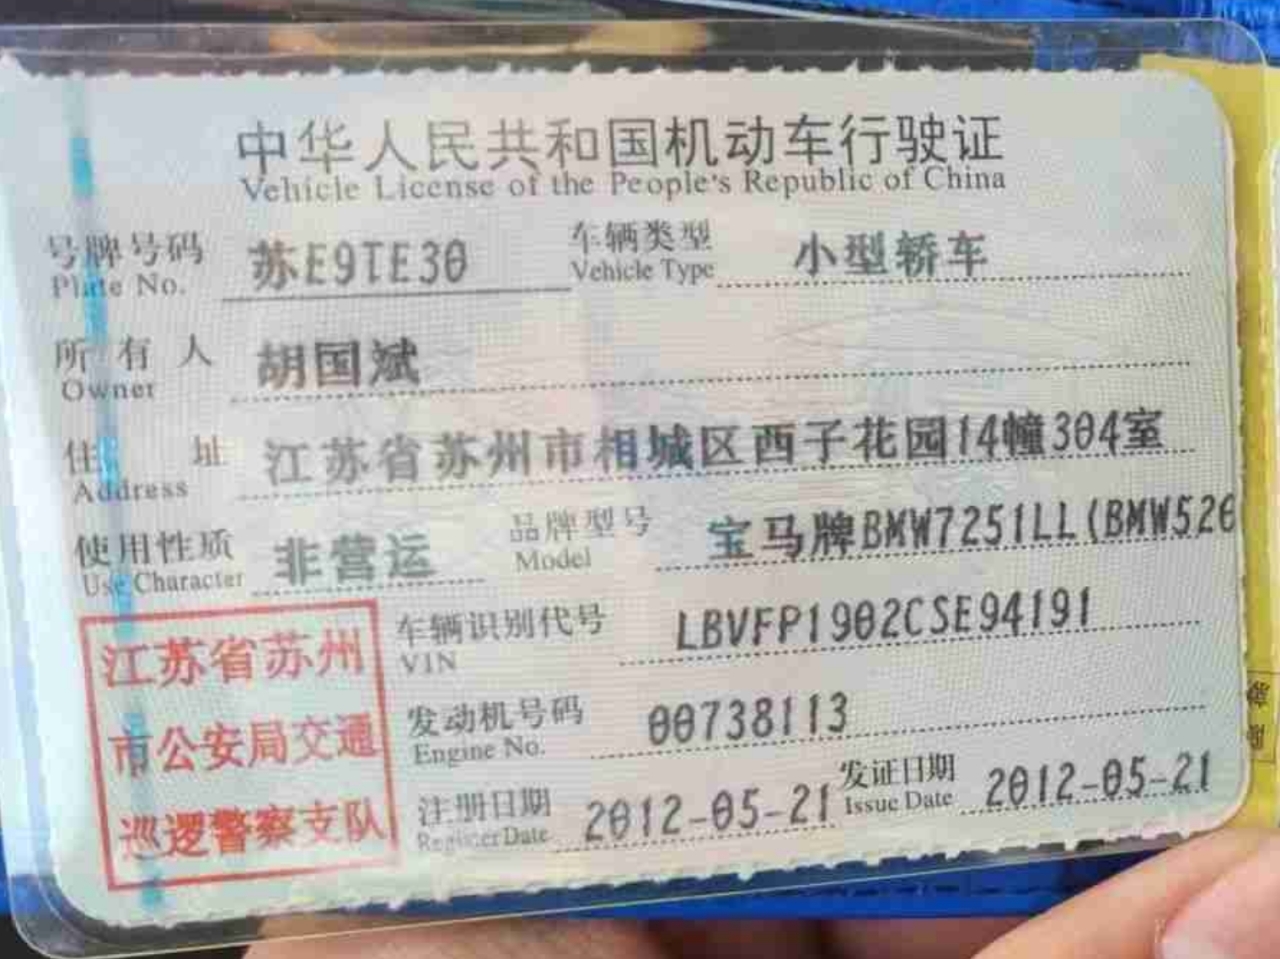 中华人民共和国机动车行驶证
Vehicle License of the People's Republic of China
号牌号码 苏E9TE30 车辆类型 小型轿车
Plate No. Vehicle Type
所有人 胡国斌
Owner
住址 江苏省苏州市相城区西子花园14幢304室
Address
使用性质 非营运 品牌型号 宝马牌BMW7251LL(BMW526
Use Character Model
车辆识别代号 LBVFP1902CSE94191
VIN
发动机号码 00738113
Engine No.
注册日期 2012-05-21 发证日期 2012-05-21
Register Date Issue Date
江苏省苏州
市公安局交通
巡逻警察支队